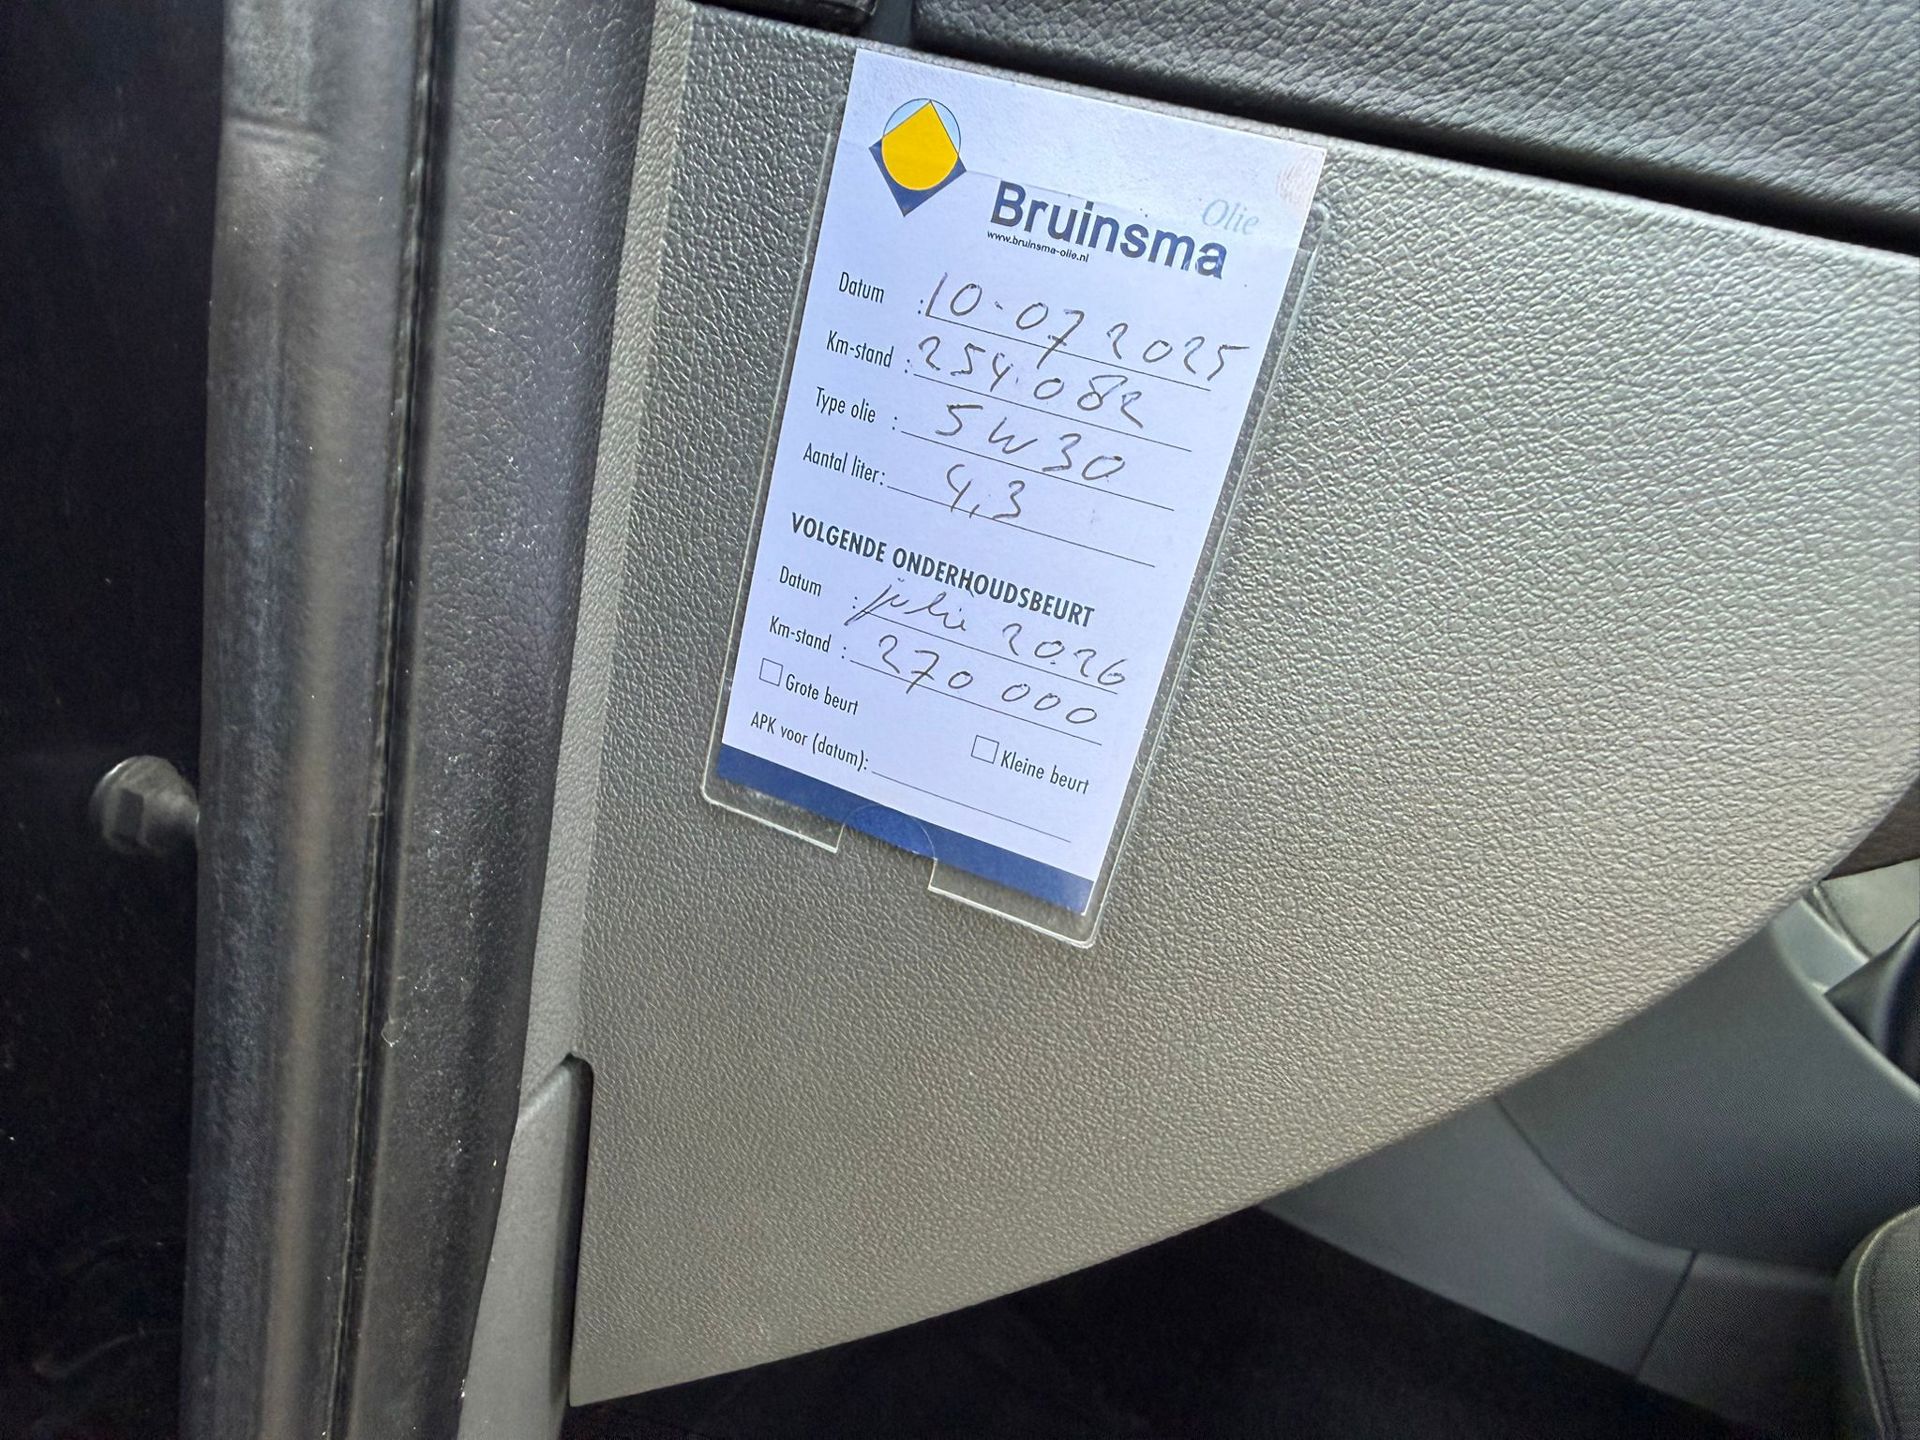 Olie
Bruinsma
www.bruinsma-olie.nl
Datum : 10-07 2025
Km-stand : 254.082
Type olie : 5W30
Aantal liter: 4,3
VOLGENDE ONDERHOUDSBEURT
Datum : julie 2026
Km-stand : 270 000
Grote beurt Kleine beurt
APK voor (datum):